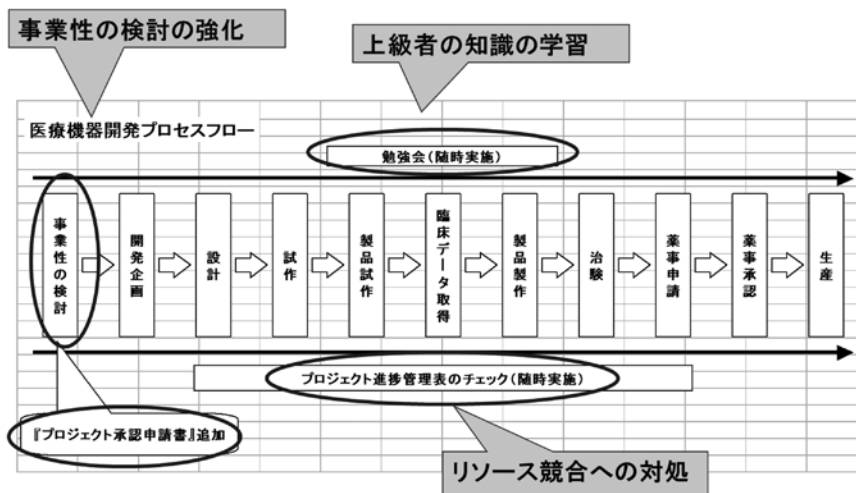 事業性の検討の強化
上級者の知識の学習
医療機器開発プロセスフロー
勉強会(随時実施)
事業性の検討
開発企画
設計
試作
製品試作
臨床データ取得
製品製作
治験
薬事申請
薬事承認
生産
プロジェクト進捗管理表のチェック(随時実施)
『プロジェクト承認申請書』追加
リソース競合への対処